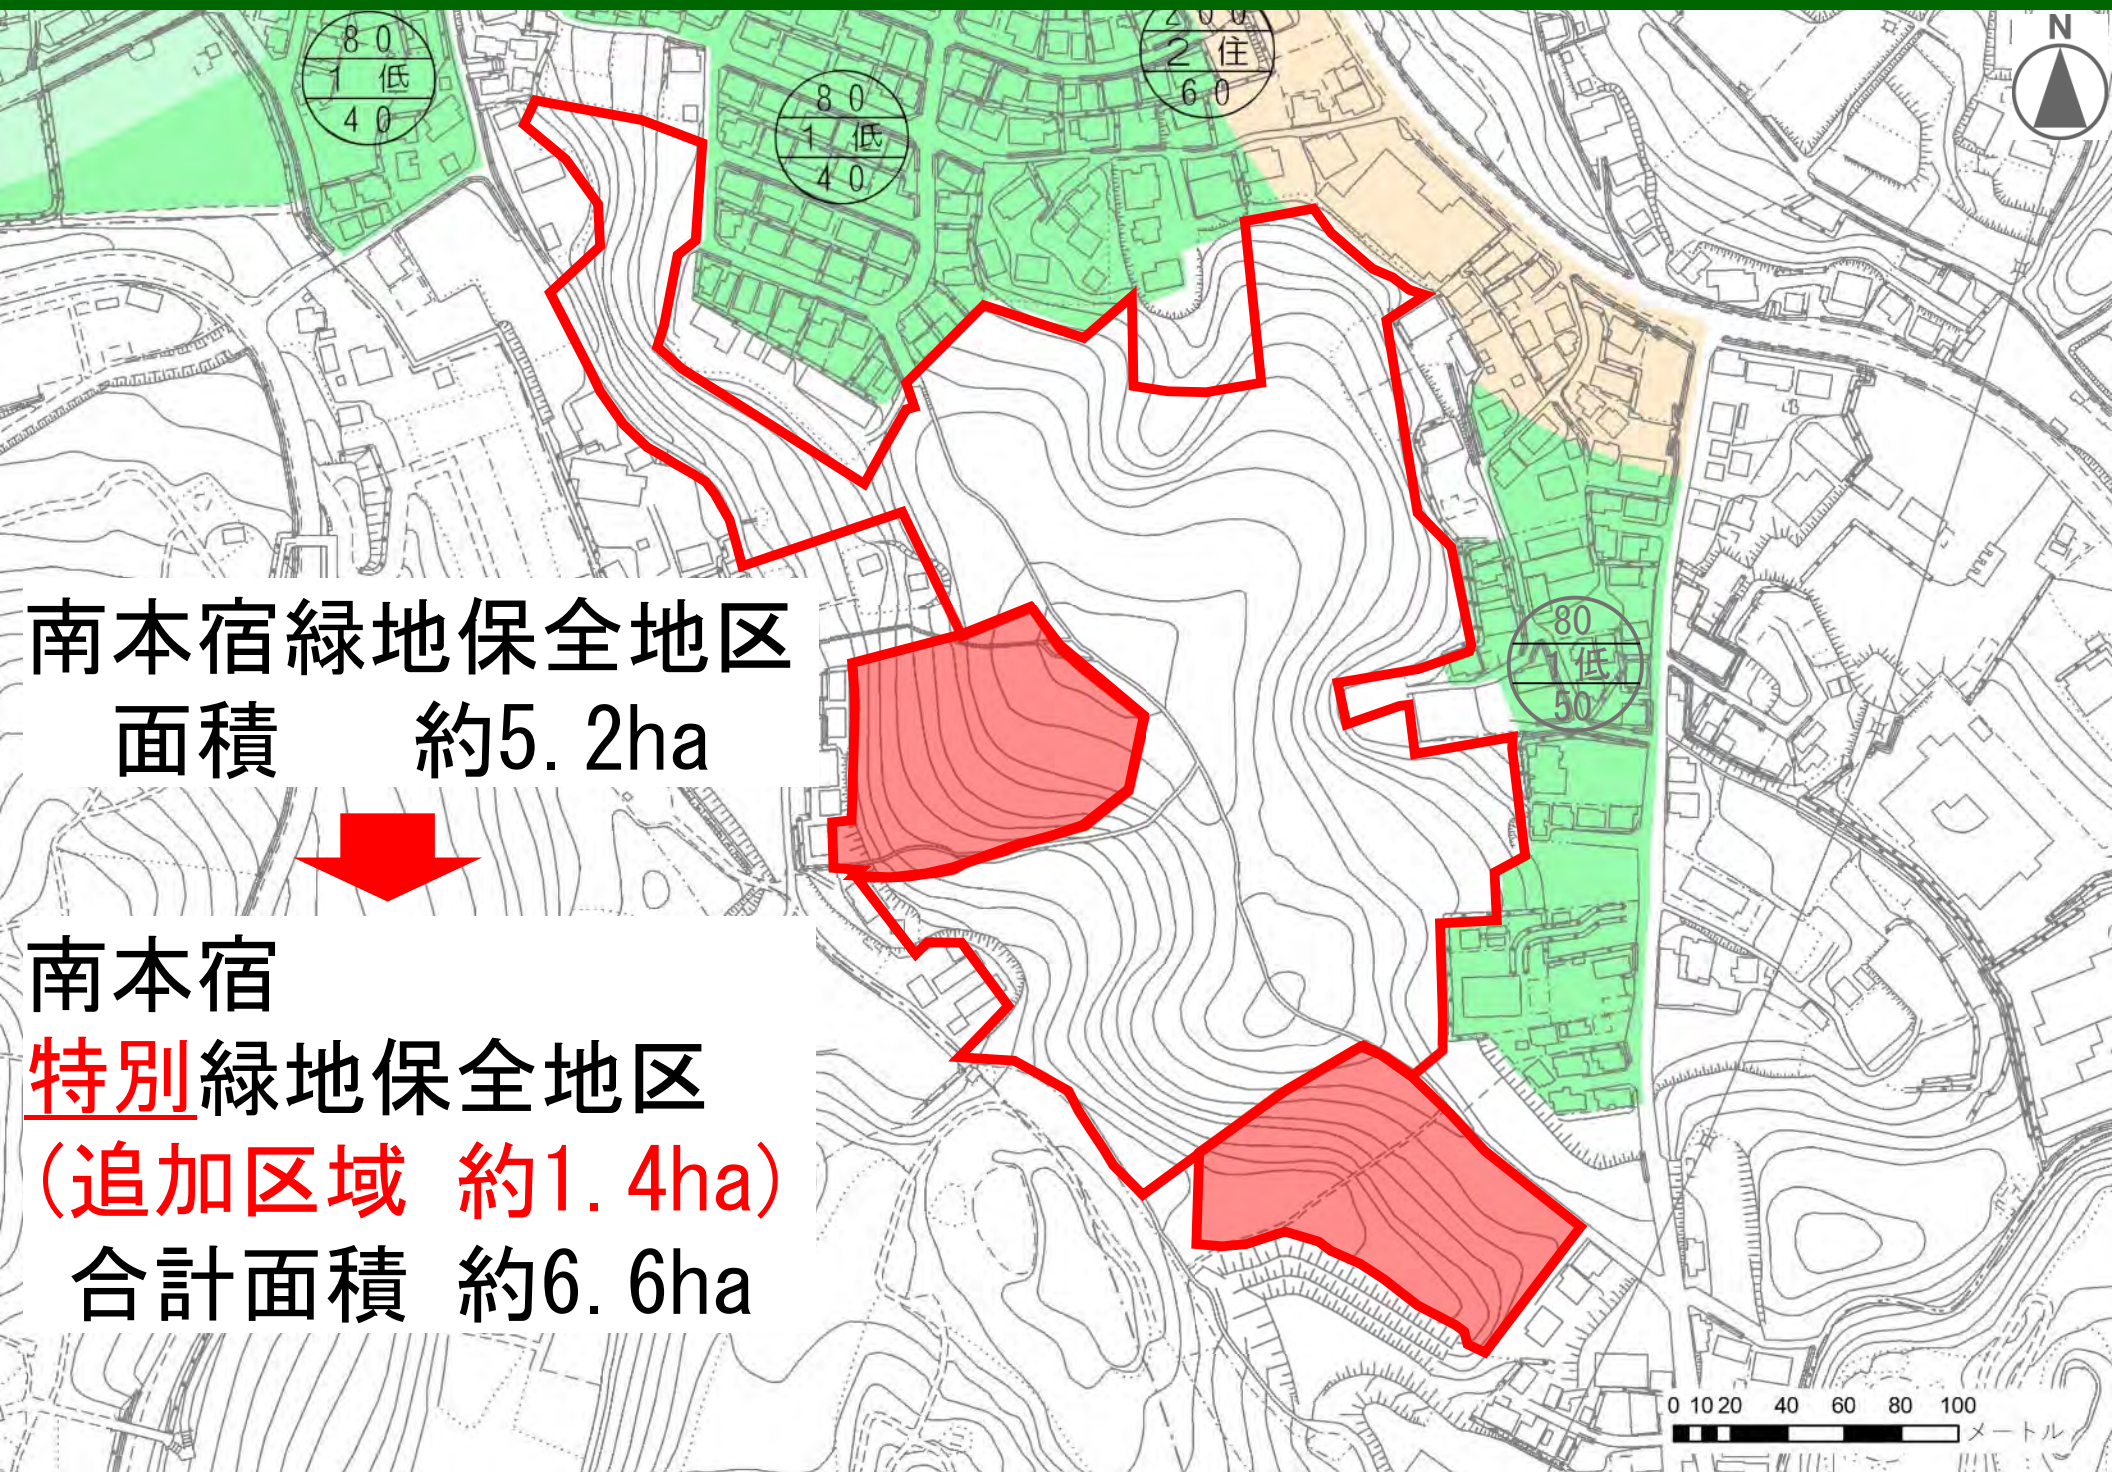 80
1低
40
80
1低
40
200
2住
60
N
南本宿緑地保全地区
面積 約5.2ha
80
1低
50
南本宿
特別緑地保全地区
(追加区域 約1.4ha)
合計面積 約6.6ha
0 10 20 40 60 80 100
メートル